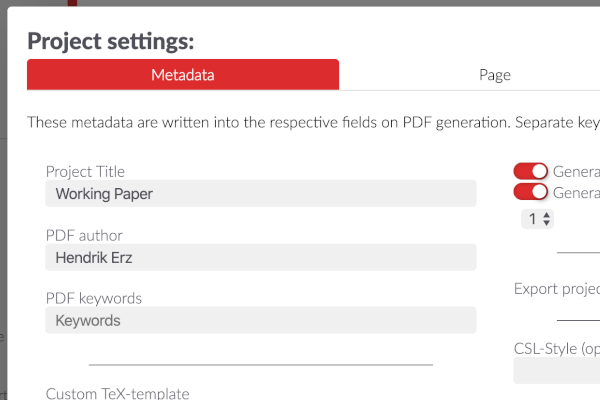 Project settings:
Metadata
Page
These metadata are written into the respective fields on PDF generation. Separate key
Project Title
Working Paper
PDF author
Hendrik Erz
PDF keywords
Keywords
Custom TeX-template
Genera
Genera
1
Export projec
CSL-Style (op